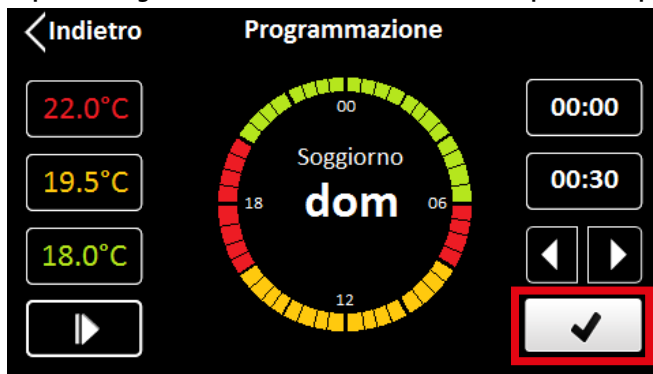 Indietro
Programmazione
22.0°C
19.5°C
18.0°C
00
06
12
18
Soggiorno
dom
00:00
00:30